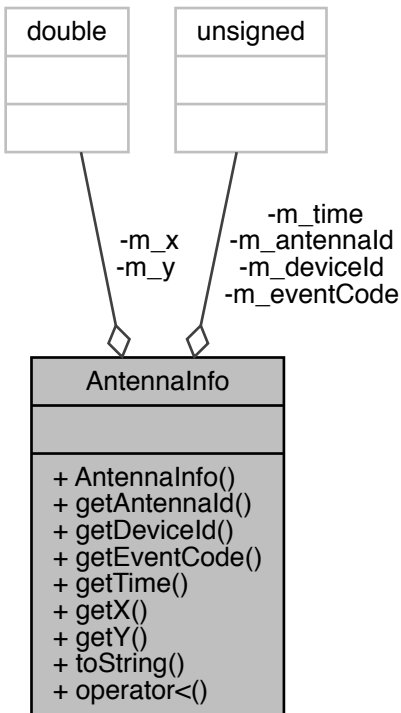 double
unsigned
-m_x
-m_y
-m_time
-m_antennaId
-m_deviceId
-m_eventCode
AntennaInfo
+ AntennaInfo()
+ getAntennaId()
+ getDeviceId()
+ getEventCode()
+ getTime()
+ getX()
+ getY()
+ toString()
+ operator<()